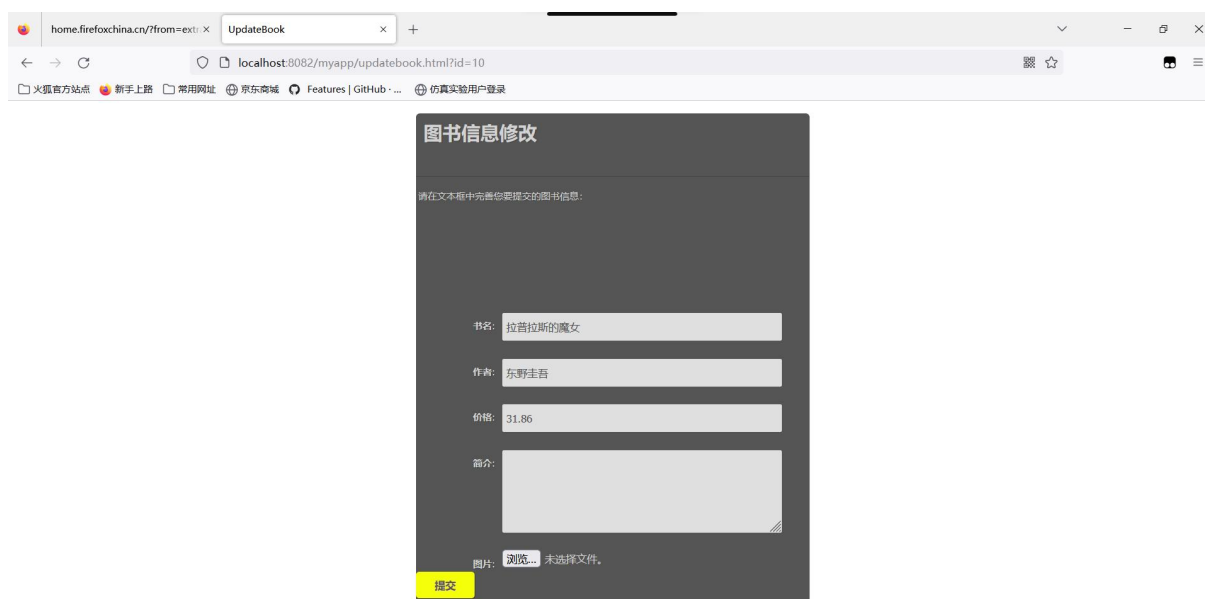 home.firefoxchina.cn/?from=extr
UpdateBook
localhost:8082/myapp/updatebook.html?id=10
火狐官方站点 新手上路 常用网址 京东商城 Features | GitHub · ... 仿真实验用户登录
图书信息修改
请在文本框中完善您要提交的图书信息:
书名: 拉普拉斯的魔女
作者: 东野圭吾
价格: 31.86
简介:
图片: 浏览... 未选择文件。
提交